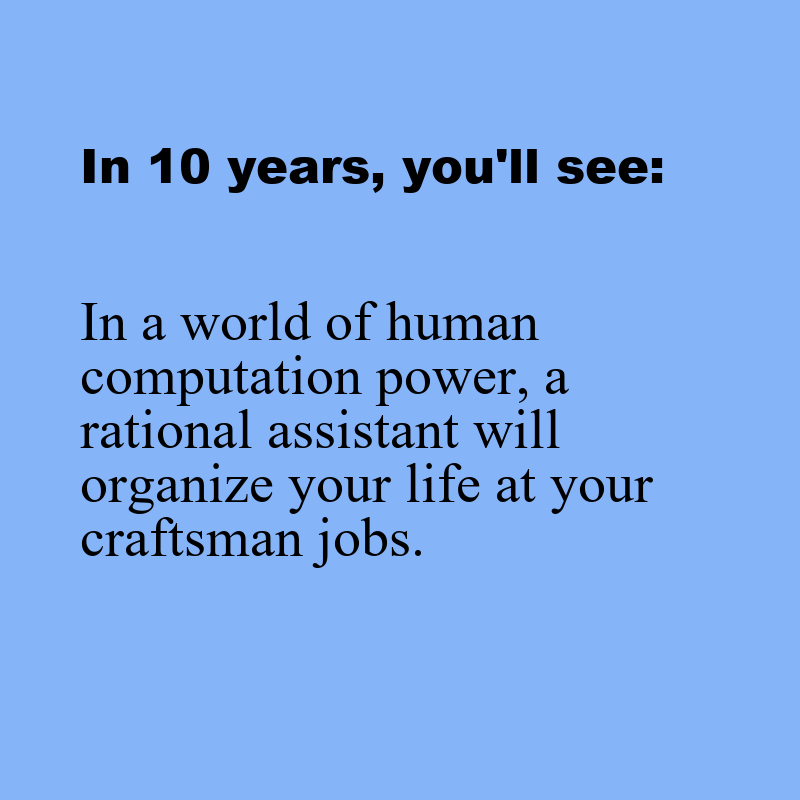 In 10 years, you'll see:
In a world of human
computation power, a
rational assistant will
organize your life at your
craftsman jobs.